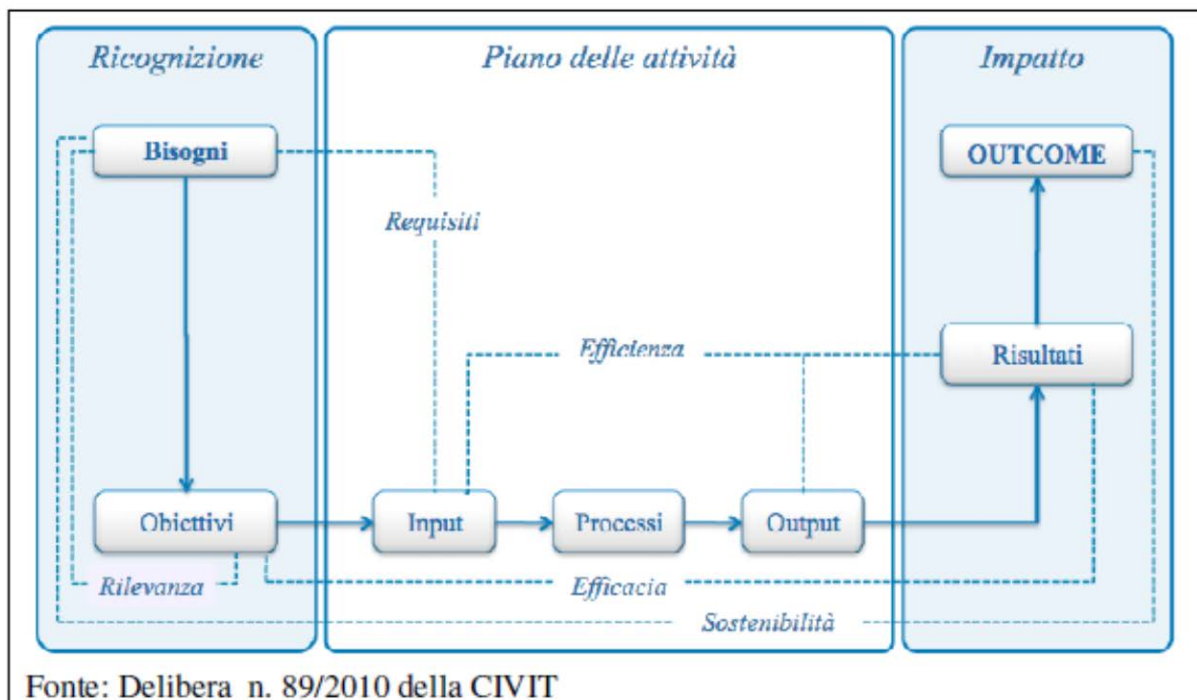 Ricognizione
Piano delle attività
Impatto
Bisogni
OUTCOME
Requisiti
Efficienza
Risultati
Obiettivi
Input
Processi
Output
Rilevanza
Efficacia
Sostenibilità
Fonte: Delibera n. 89/2010 della CIVIT